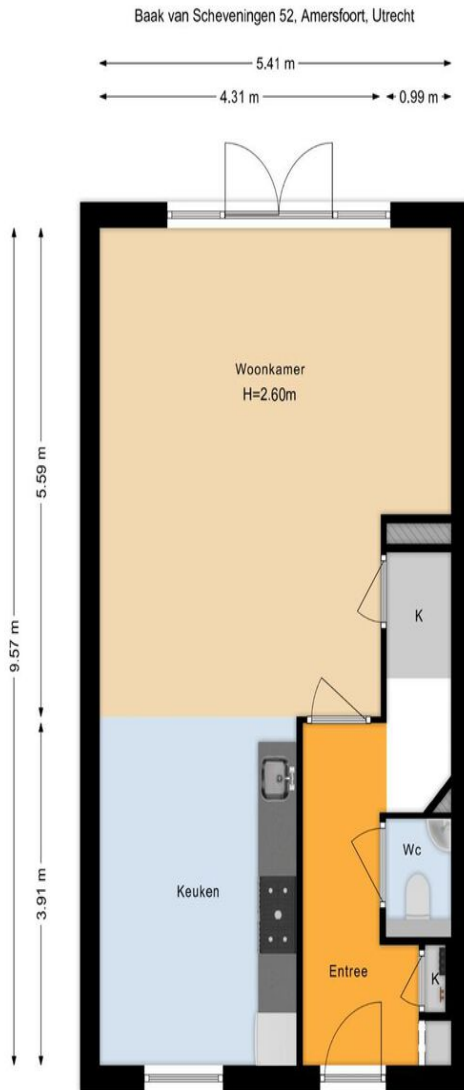 Baak van Scheveningen 52, Amersfoort, Utrecht
5.41 m
4.31 m
0.99 m
Woonkamer
H=2.60m
5.59 m
9.57 m
K
3.91 m
Keuken
Wc
Entree
K